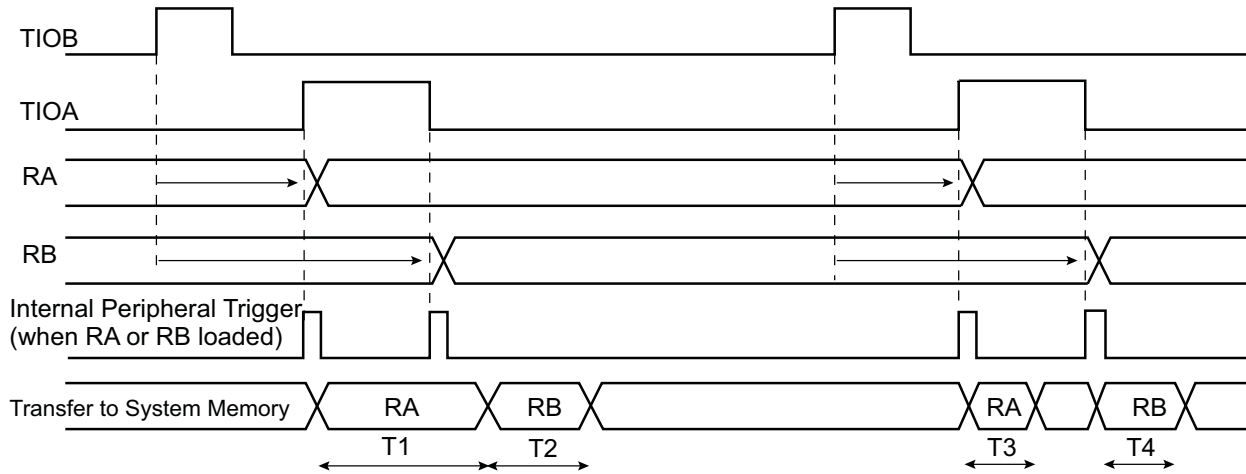 TIOB
TIOA
RA
RB
Internal Peripheral Trigger
(when RA or RB loaded)
Transfer to System Memory
RA
RB
RA
RB
T1
T2
T3
T4